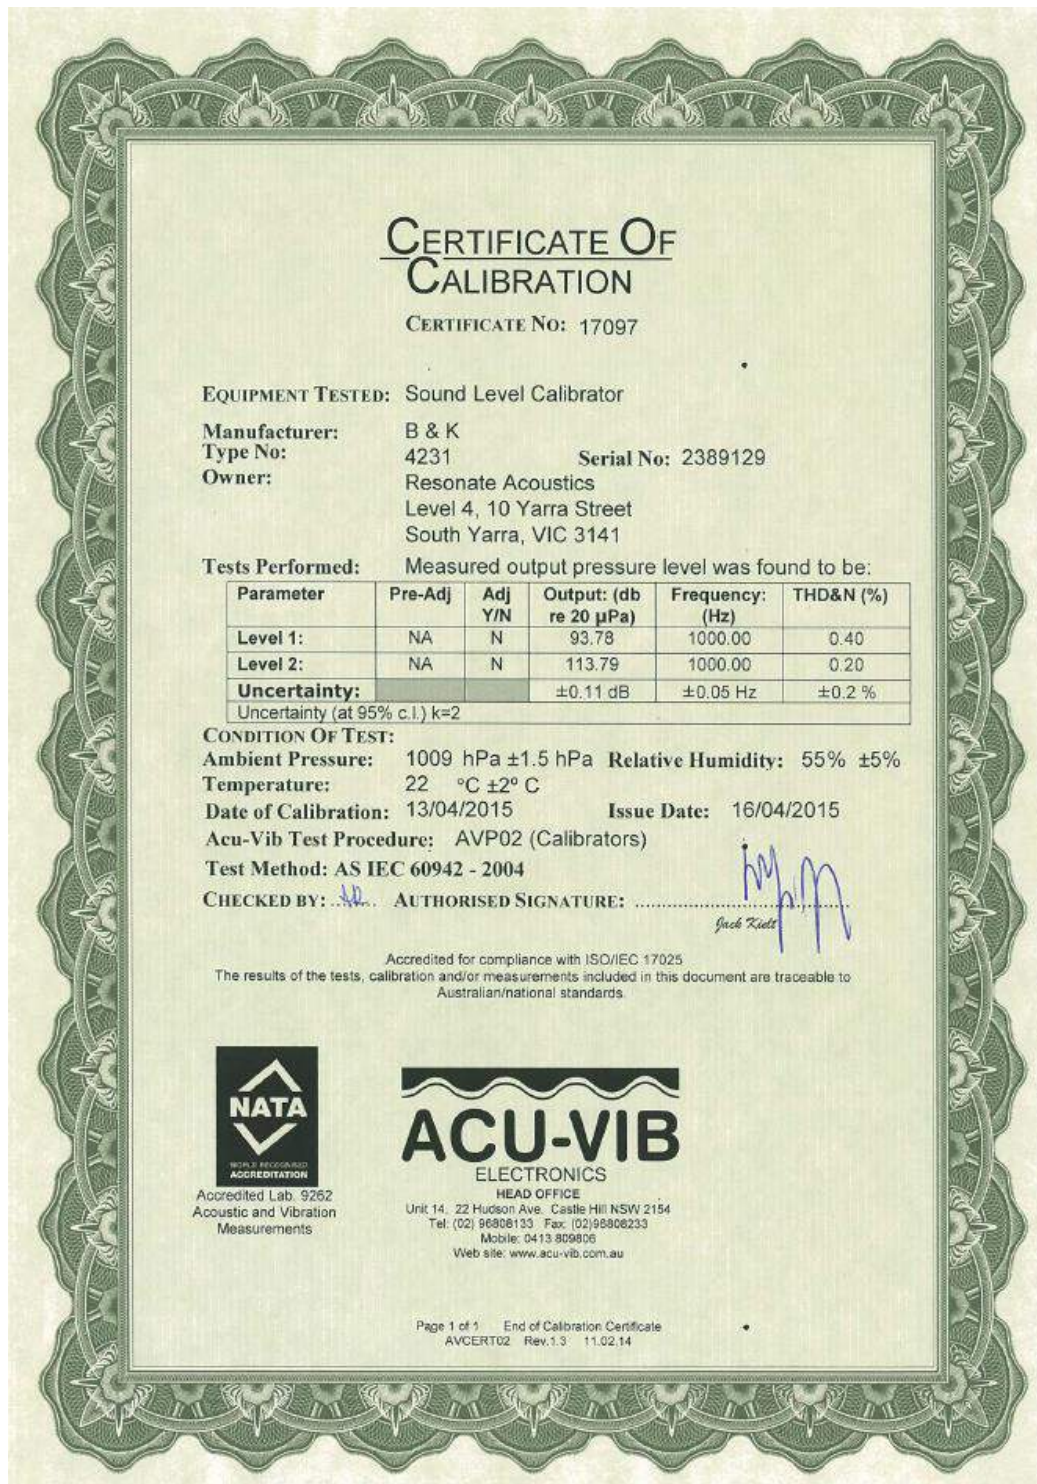 CERTIFICATE OF
CALIBRATION
CERTIFICATE NO: 17097
EQUIPMENT TESTED: Sound Level Calibrator
Manufacturer: B & K
Type No: 4231 Serial No: 2389129
Owner: Resonate Acoustics
Level 4, 10 Yarra Street
South Yarra, VIC 3141
Tests Performed: Measured output pressure level was found to be:
Parameter Pre-Adj Adj Y/N Output: (db re 20 µPa) Frequency: (Hz) THD&N (%)
Level 1: NA N 93.78 1000.00 0.40
Level 2: NA N 113.79 1000.00 0.20
Uncertainty: ±0.11 dB ±0.05 Hz ±0.2 %
Uncertainty (at 95% c.l.) k=2
CONDITION OF TEST:
Ambient Pressure: 1009 hPa ±1.5 hPa Relative Humidity: 55% ±5%
Temperature: 22 °C ±2° C
Date of Calibration: 13/04/2015 Issue Date: 16/04/2015
Acu-Vib Test Procedure: AVP02 (Calibrators)
Test Method: AS IEC 60942 - 2004
CHECKED BY: AUTHORISED SIGNATURE:
Jack Kielt
Accredited for compliance with ISO/IEC 17025
The results of the tests, calibration and/or measurements included in this document are traceable to
Australian/national standards.
NATA
WORLD RECOGNISED
ACCREDITATION
Accredited Lab. 9262
Acoustic and Vibration
Measurements
ACU-VIB
ELECTRONICS
HEAD OFFICE
Unit 14, 22 Hudson Ave. Castle Hill NSW 2154
Tel: (02) 96808133 Fax: (02)96808233
Mobile: 0413 809806
Web site: www.acu-vib.com.au
Page 1 of 1 End of Calibration Certificate
AVCERT02 Rev.1.3 11.02.14